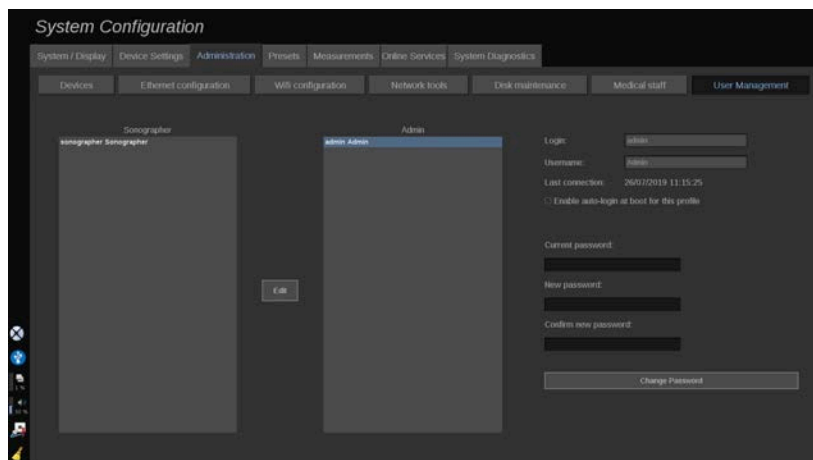 System Configuration
System / Display Device Settings Administration Presets Measurements Online Services System Diagnostics
Devices Ethernet configuration Wifi configuration Network tools Disk maintenance Medical staff User Management
Sonographer Admin
sonographer Sonographer admin Admin
Login: admin
Username: Admin
Last connection: 26/07/2019 11:15:25
Enable auto-login at boot for this profile
Current password:
Edit
New password:
Confirm new password:
Change Password